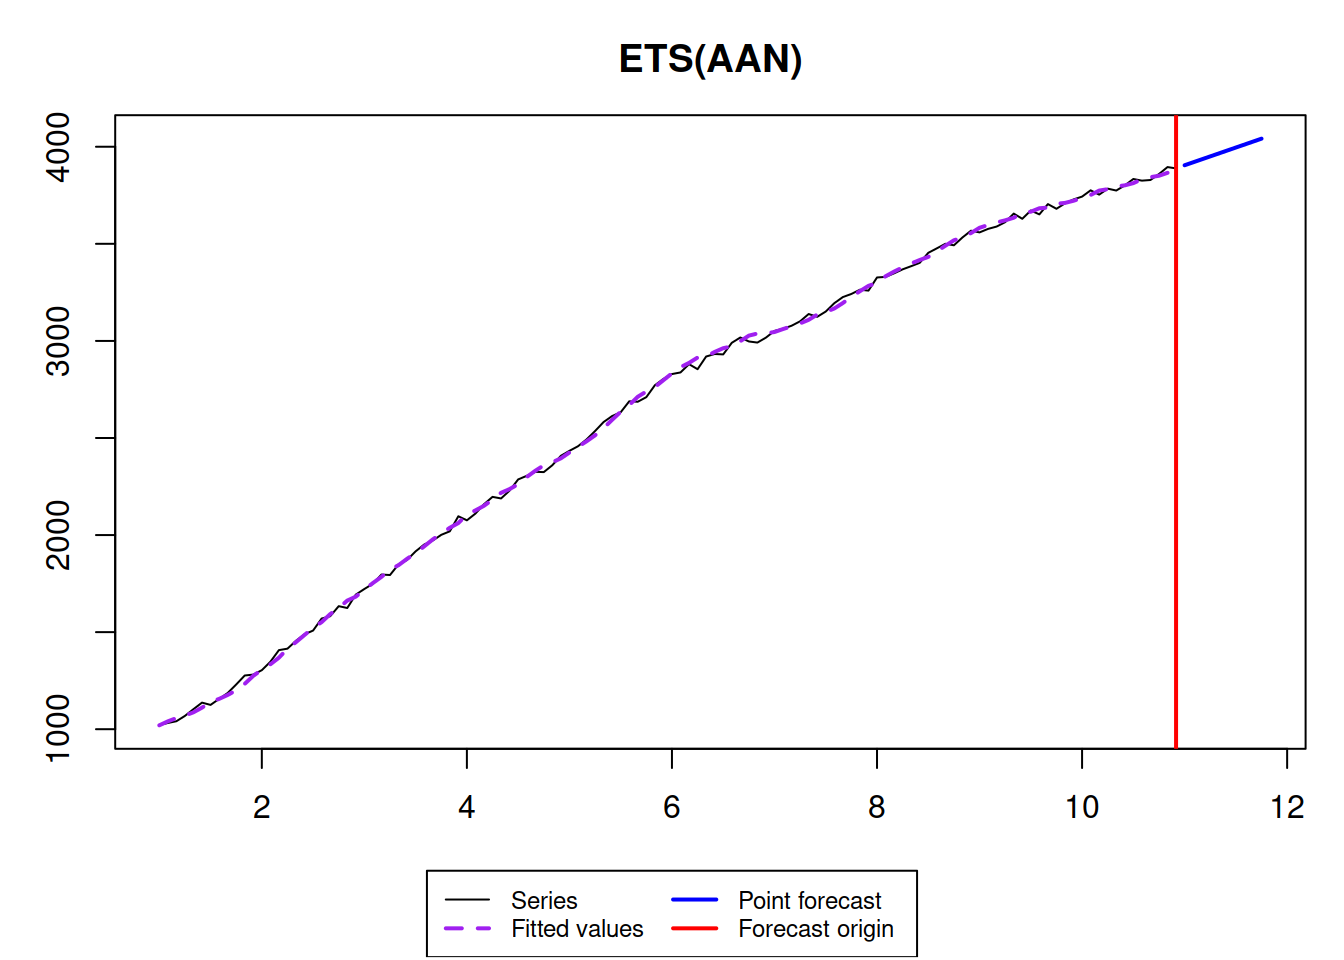 ETS(AAN)
4000
3000
2000
1000
2 4 6 8 10 12
Series Point forecast
Fitted values Forecast origin